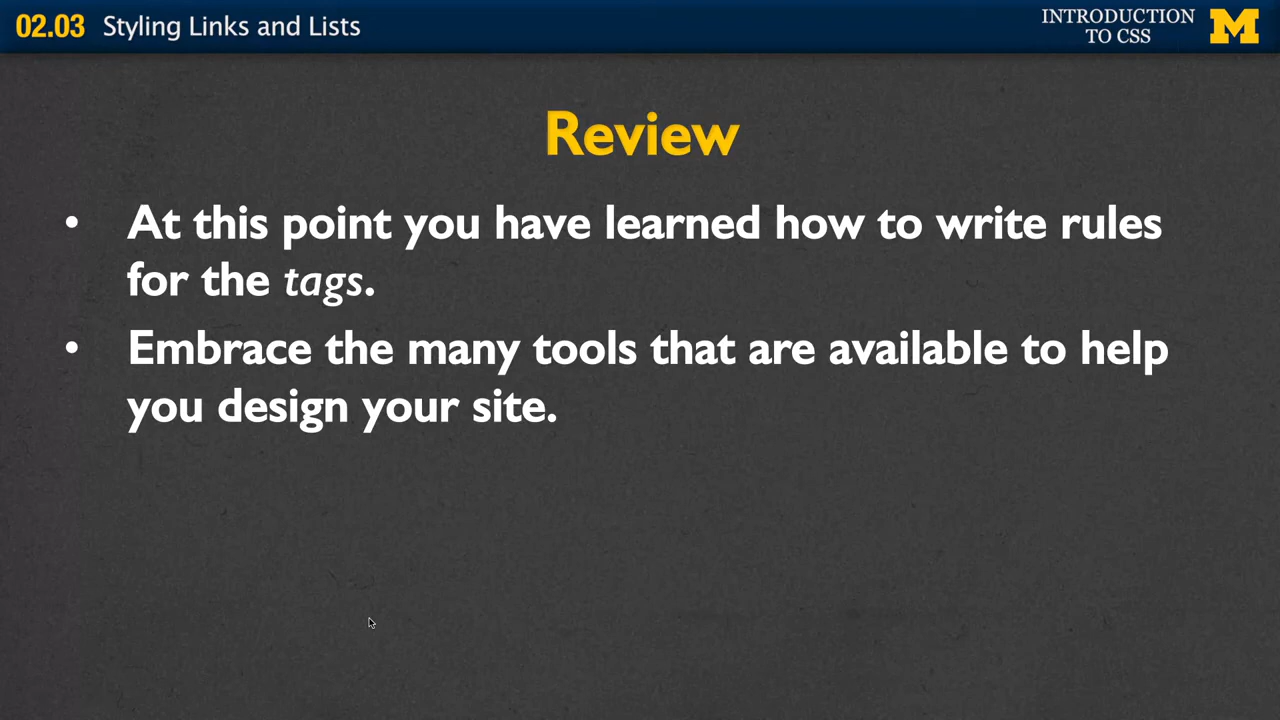 02.03 Styling Links and Lists
INTRODUCTION
TO CSS
M
Review
• At this point you have learned how to write rules
for the tags.
• Embrace the many tools that are available to help
you design your site.